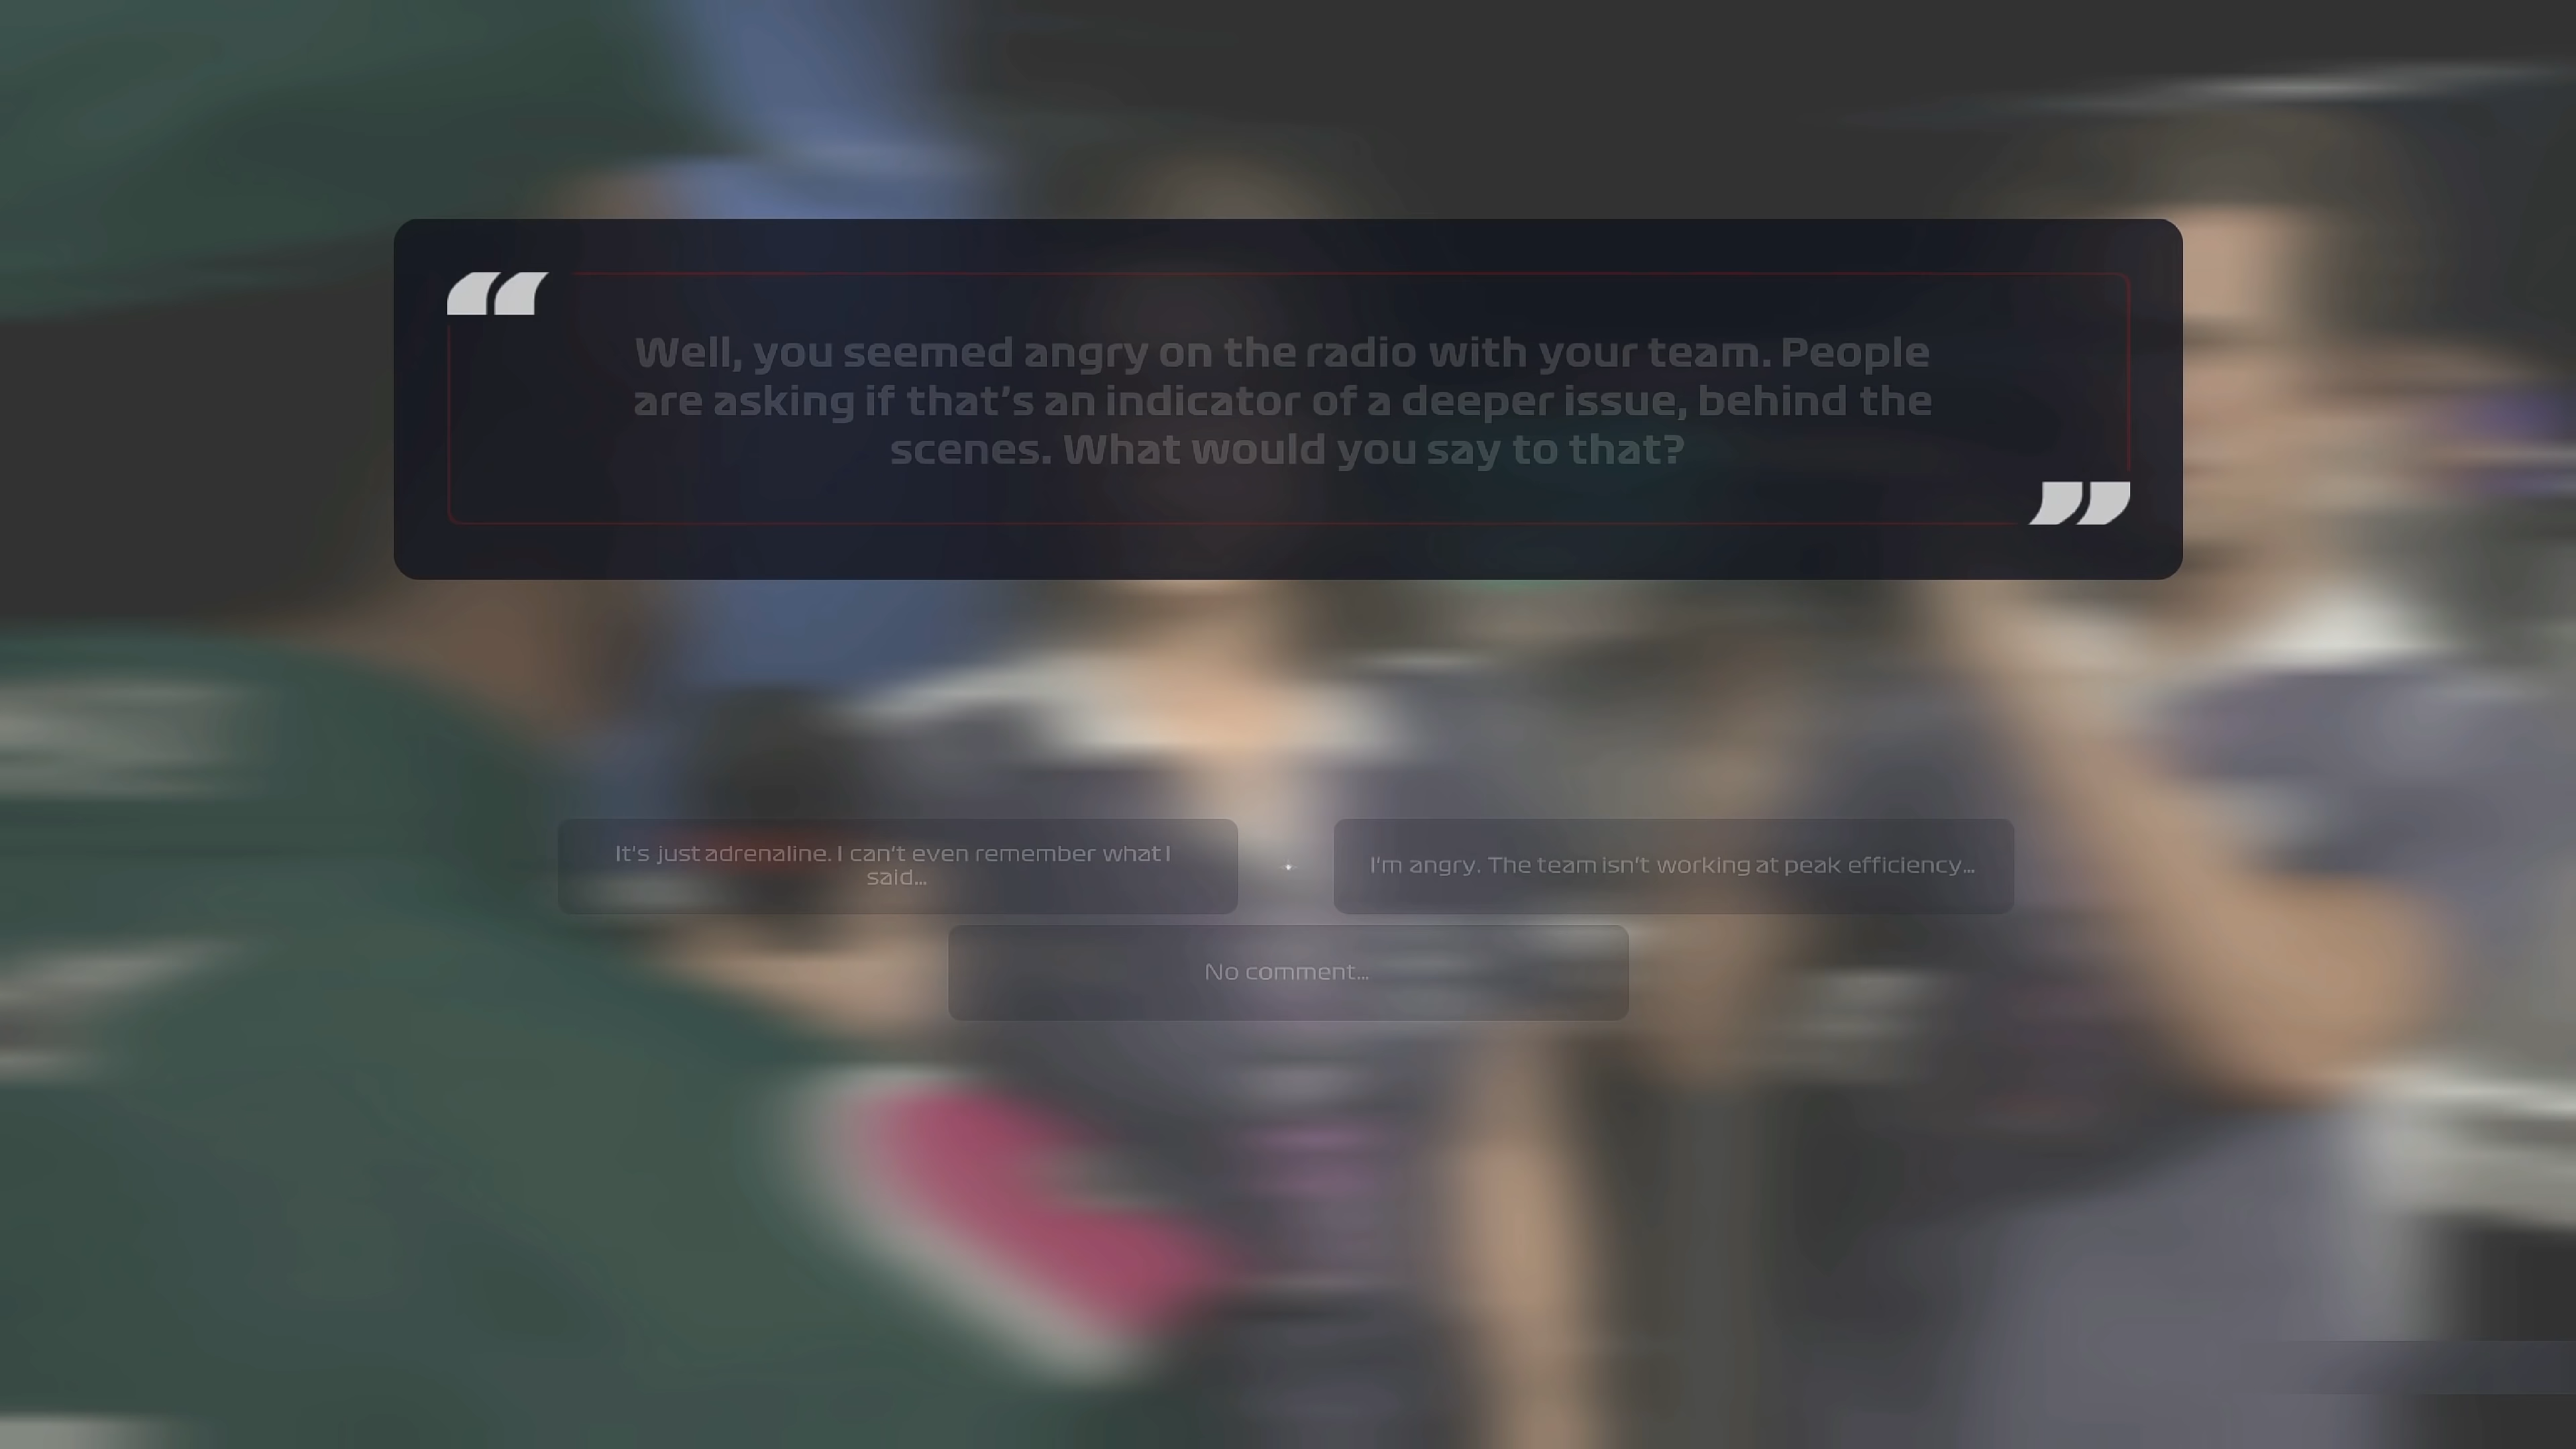 Well, you seemed angry on the radio with your team. People
are asking if that's an indicator of a deeper issue, behind the
scenes. What would you say to that?
It's just adrenaline. I can't even remember what I
said...
I'm angry. The team isn't working at peak efficiency...
No comment...